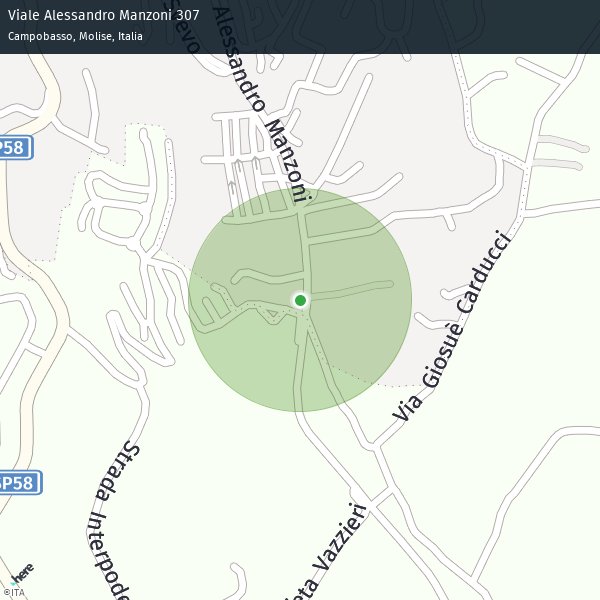 Viale Alessandro Manzoni 307
Campobasso, Molise, Italia
Alessandro Manzoni
SP58
Via Giosuè Carducci
SP58
Strada Interpode
eta Vazzieri
here
©ITA